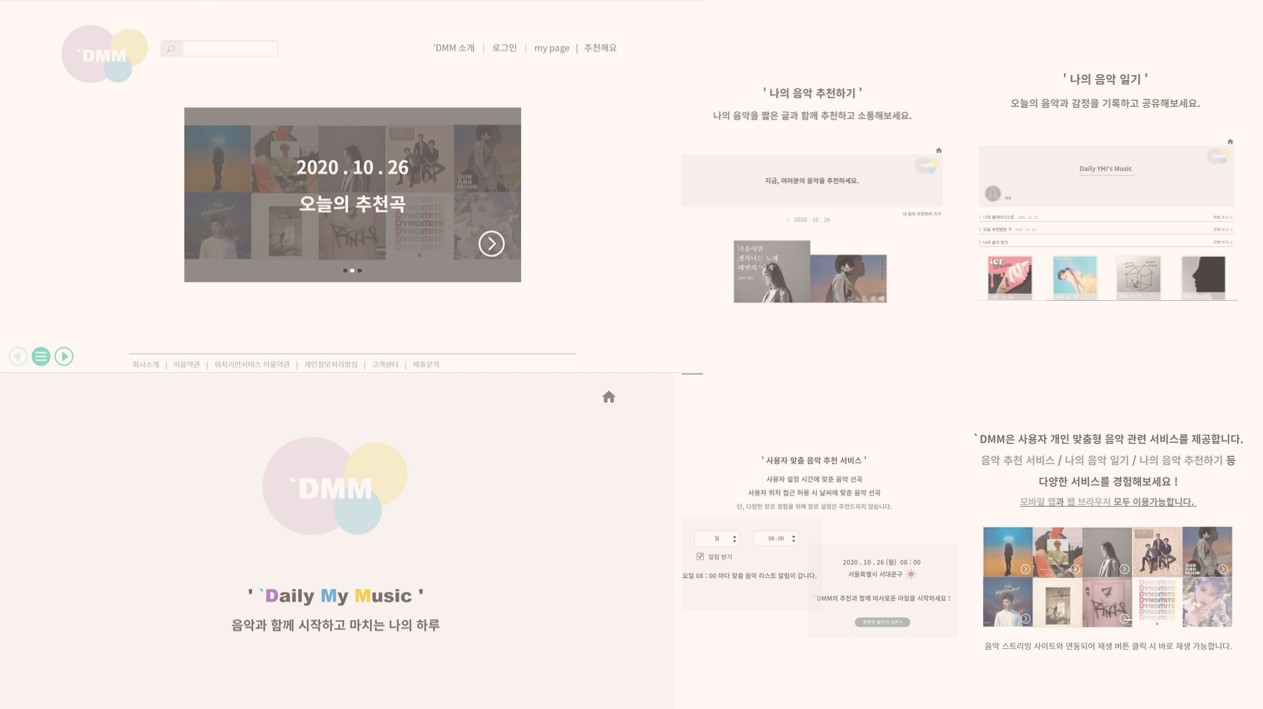 `DMM
'DMM 소개 | 로그인 | my page | 추천해요
2020 . 10 . 26
오늘의 추천곡
회사소개 | 이용약관 | 위치기반서비스 이용약관 | 개인정보처리방침 | 고객센터 | 제휴문의
' 나의 음악 추천하기 '
나의 음악을 짧은 글과 함께 추천하고 소통해보세요.
지금, 여러분의 음악을 추천하세요.
2020 . 10 . 26
' 나의 음악 일기 '
오늘의 음악과 감정을 기록하고 공유해보세요.
Daily YHi's Music
`DMM
' `Daily My Music '
음악과 함께 시작하고 마치는 나의 하루
' 사용자 맞춤 음악 추천 서비스 '
사용자 설정 시간에 맞춘 음악 선곡
사용자 위치 접근 허용 시 날씨에 맞춘 음악 선곡
단, 다양한 장르 경험을 위해 장르 설정은 추천드리지 않습니다.
월 08 : 00
알림 받기
요일 08 : 00 마다 맞춤 음악 리스트 알림이 갑니다.
2020 . 10 . 26 (월) 08 : 00
서울특별시 서대문구
`DMM의 추천과 함께 따사로운 아침을 시작하세요 !
`DMM은 사용자 개인 맞춤형 음악 관련 서비스를 제공합니다.
음악 추천 서비스 / 나의 음악 일기 / 나의 음악 추천하기 등
다양한 서비스를 경험해보세요 !
모바일 앱과 웹 브라우저 모두 이용가능합니다.
음악 스트리밍 사이트와 연동되어 재생 버튼 클릭 시 바로 재생 가능합니다.